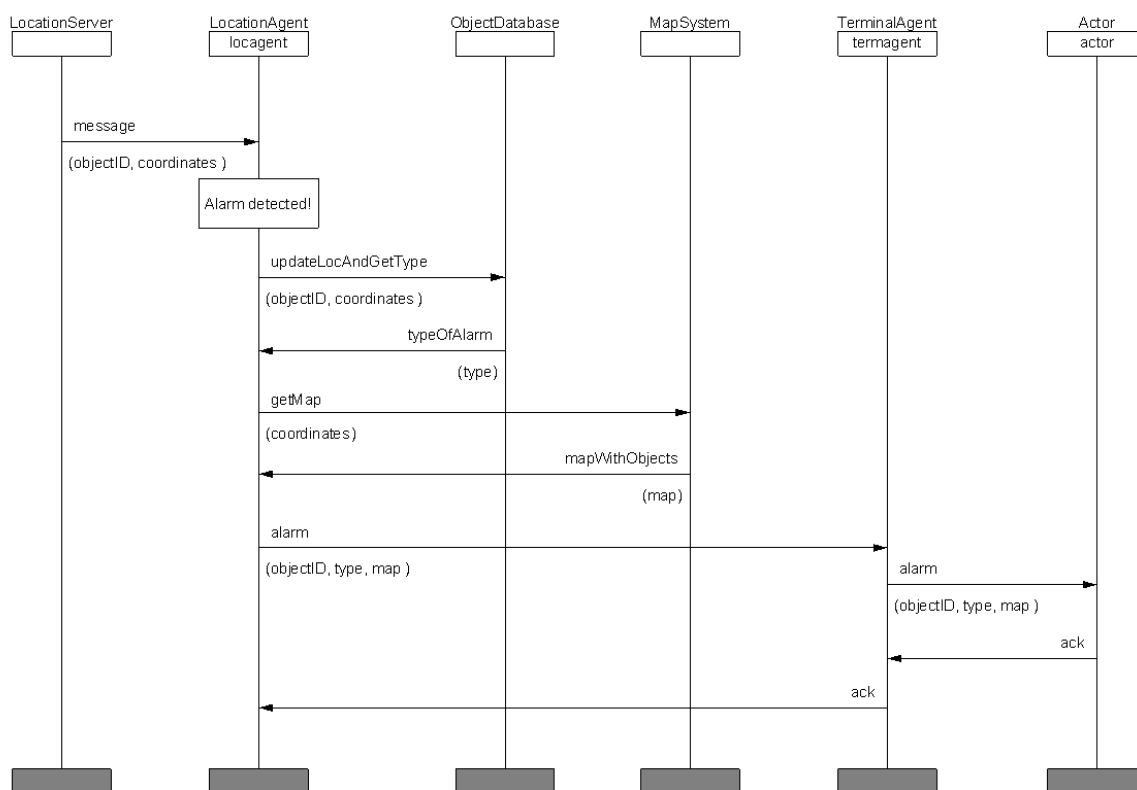 LocationServer LocationAgent ObjectDatabase MapSystem TerminalAgent Actor
locagent termagent actor
message
(objectID, coordinates )
Alarm detected!
updateLocAndGetType
(objectID, coordinates )
typeOfAlarm
(type)
getMap
(coordinates)
mapWithObjects
(map)
alarm
(objectID, type, map )
alarm
(objectID, type, map )
ack
ack